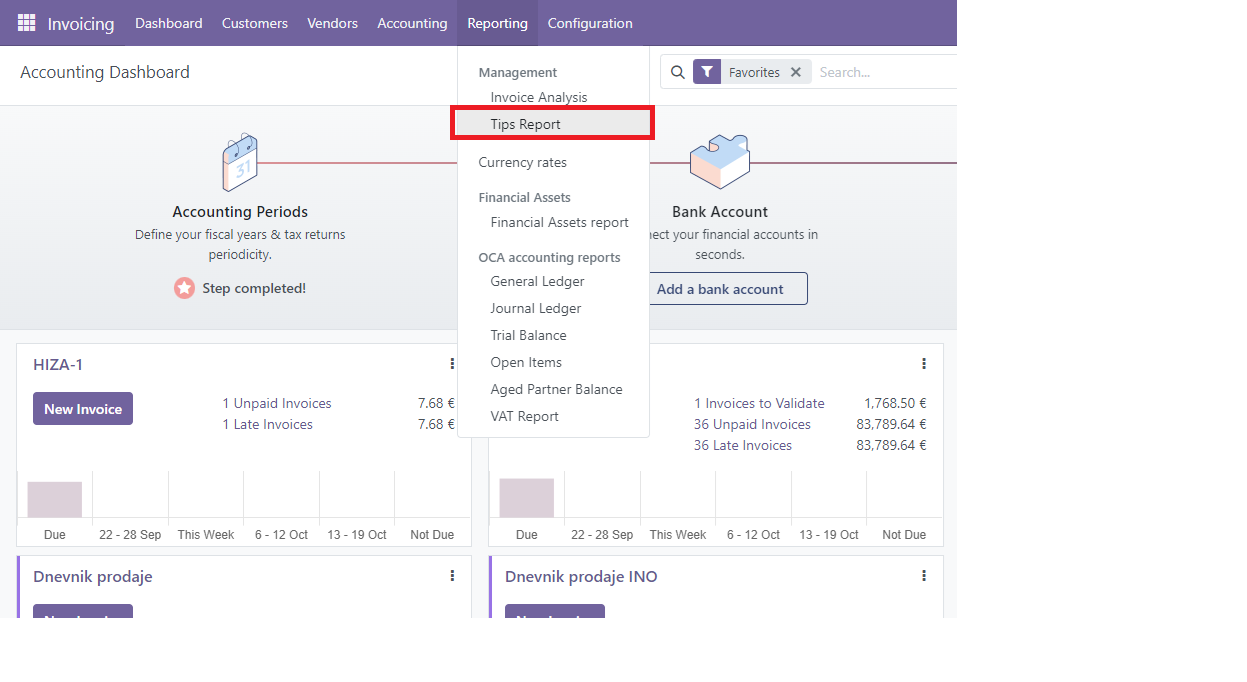 Invoicing Dashboard Customers Vendors Accounting Reporting Configuration
Accounting Dashboard
Favorites Search...
Management
Invoice Analysis
Tips Report
Currency rates
Financial Assets
Financial Assets report
OCA accounting reports
General Ledger
Journal Ledger
Trial Balance
Open Items
Aged Partner Balance
VAT Report
31
Accounting Periods
Define your fiscal years & tax returns
periodicity.
Step completed!
Bank Account
ect your financial accounts in
seconds.
Add a bank account
HIZA-1
New Invoice
1 Unpaid Invoices 7.68 €
1 Late Invoices 7.68 €
Due 22 - 28 Sep This Week 6 - 12 Oct 13 - 19 Oct Not Due
1 Invoices to Validate 1,768.50 €
36 Unpaid Invoices 83,789.64 €
36 Late Invoices 83,789.64 €
Due 22 - 28 Sep This Week 6 - 12 Oct 13 - 19 Oct Not Due
Dnevnik prodaje
Dnevnik prodaje INO